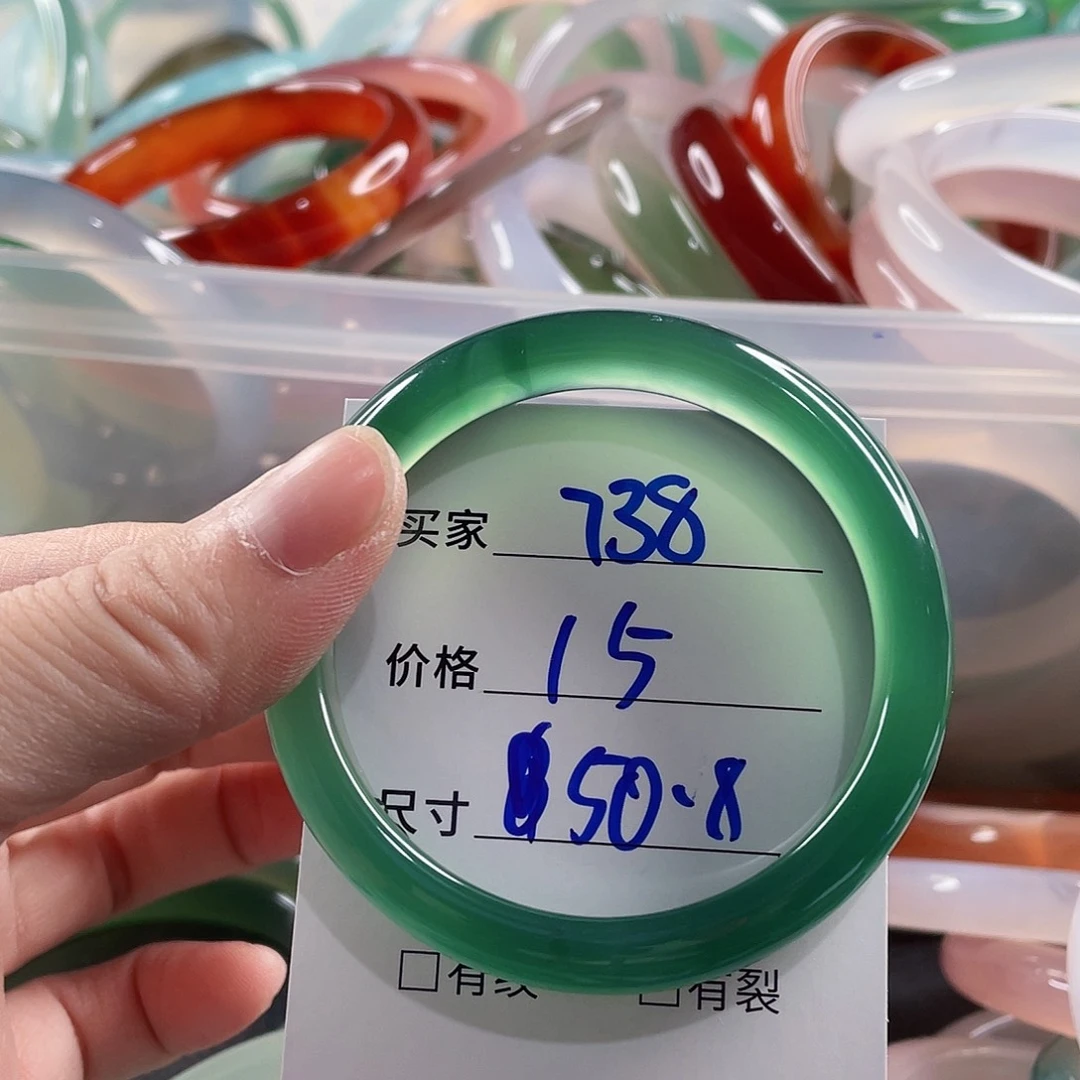 买家 738
价格 15
尺寸 50.8
□有纹 □有裂